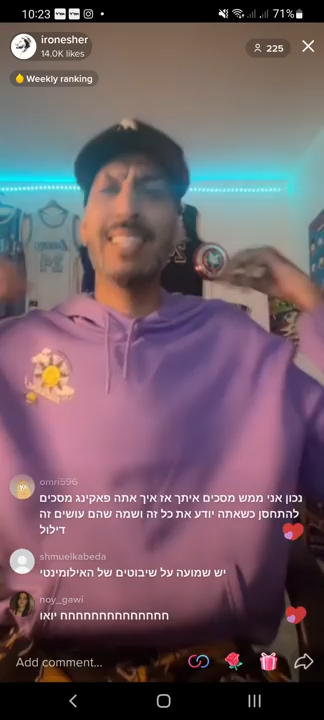 10:23
71%
ironesher
14.0K likes
225
Weekly ranking
omri596
נכון אני ממש מסכים איתך אז איך אתה פאקינג מסכים
להתחסן כשאתה יודע את כל זה ושמה שהם עושים זה
דילול
shmuelkabeda
יש שמועה על שיבוטים של האילומינטי
noy_gawi
יואו חחחחחחחחחחחחחחח
Add comment...